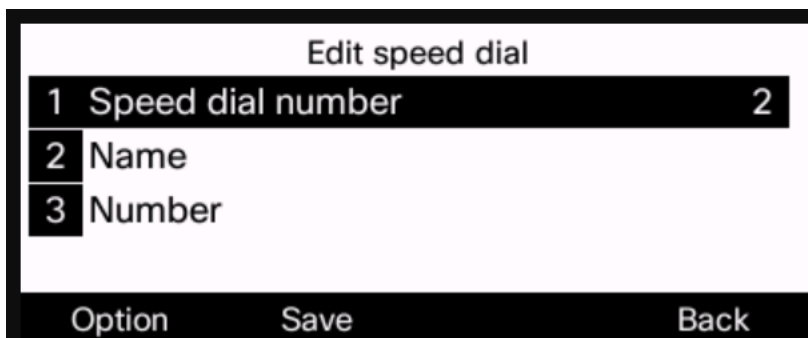 Edit speed dial
1 Speed dial number 2
2 Name
3 Number
Option Save Back